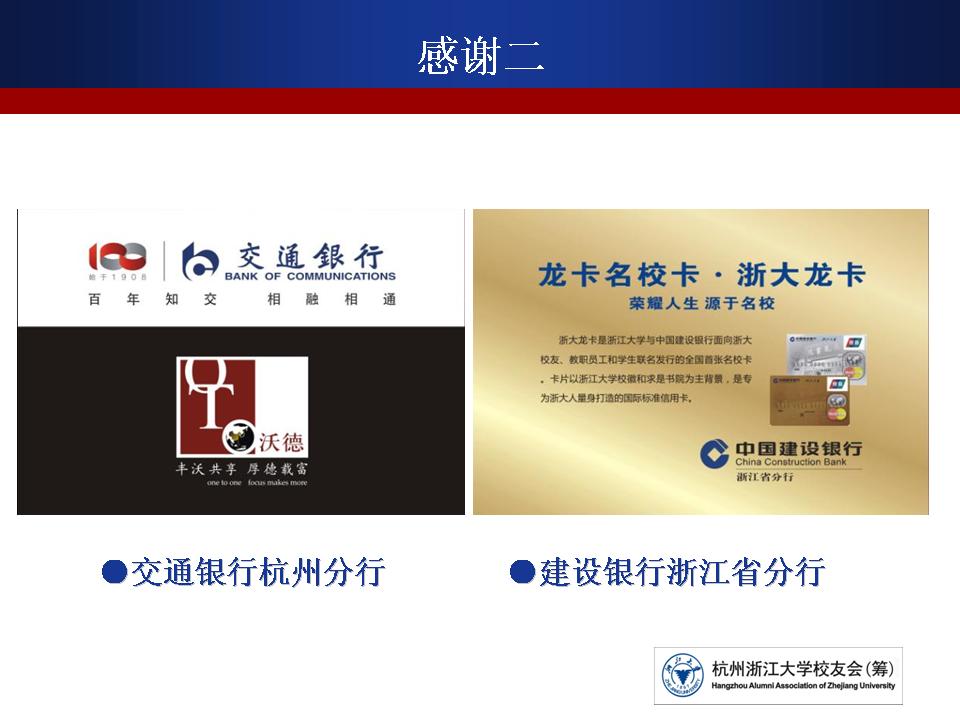 感谢二
100
始于1908
交通銀行
BANK OF COMMUNICATIONS
百年知交 相融相通
OTO
沃德
丰沃共享 厚德载富
one to one focus makes more
龙卡名校卡·浙大龙卡
荣耀人生 源于名校
浙大龙卡是浙江大学与中国建设银行面向浙大
校友、教职员工和学生联名发行的全国首张名校卡
。卡片以浙江大学校徽和求是书院为主背景，是专
为浙大人量身打造的国际标准信用卡。
中国建设银行
China Construction Bank
浙江省分行
●交通银行杭州分行
●建设银行浙江省分行
杭州浙江大学校友会(筹)
Hangzhou Alumni Association of Zhejiang University